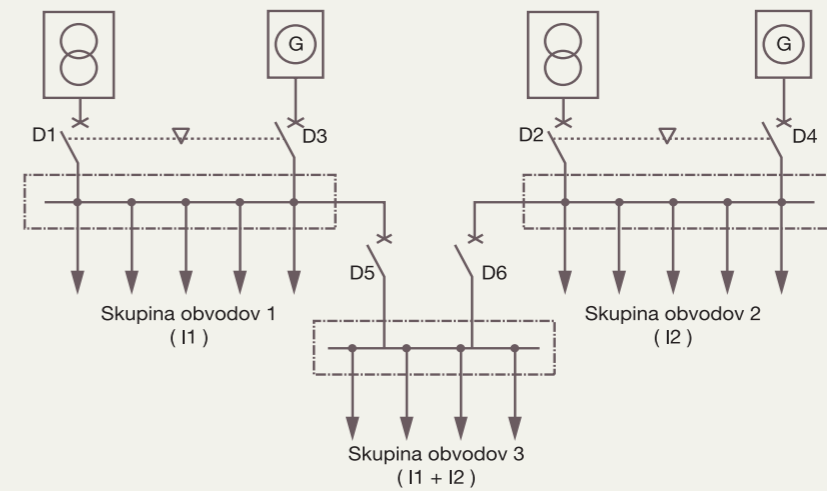 G
G
D1
D3
D2
D4
D5
D6
Skupina obvodov 1
( I1 )
Skupina obvodov 2
( I2 )
Skupina obvodov 3
( I1 + I2 )